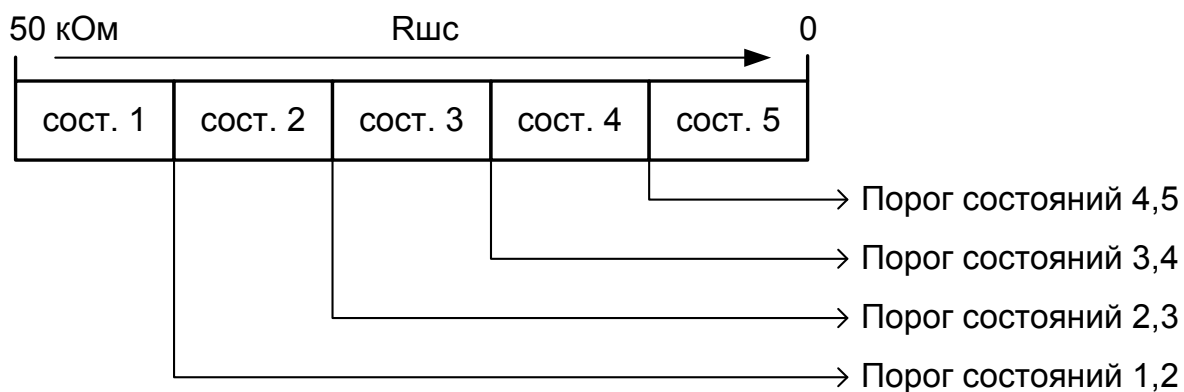 50 кОм Rшс 0
сост. 1 сост. 2 сост. 3 сост. 4 сост. 5
Порог состояний 4,5
Порог состояний 3,4
Порог состояний 2,3
Порог состояний 1,2